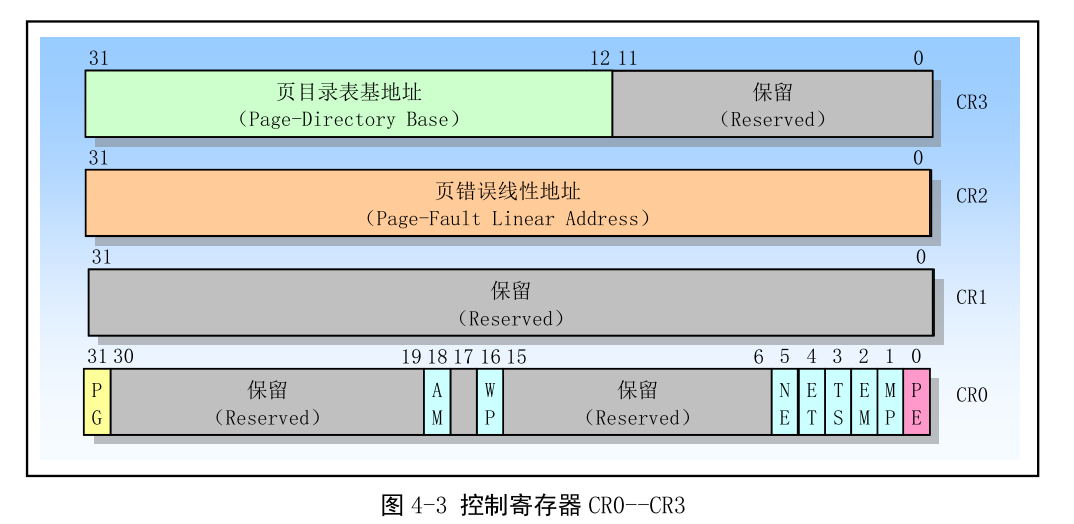 31 12 11 0
页目录表基地址 保留 CR3
（Page-Directory Base） (Reserved)
31 0
页错误线性地址 CR2
（Page-Fault Linear Address）
31 0
保留 CR1
（Reserved）
31 30 19 18 17 16 15 6 5 4 3 2 1 0
PG 保留 AM WP 保留 NE ET TS EM MP PE CR0
(Reserved) (Reserved)
图 4-3 控制寄存器 CR0--CR3